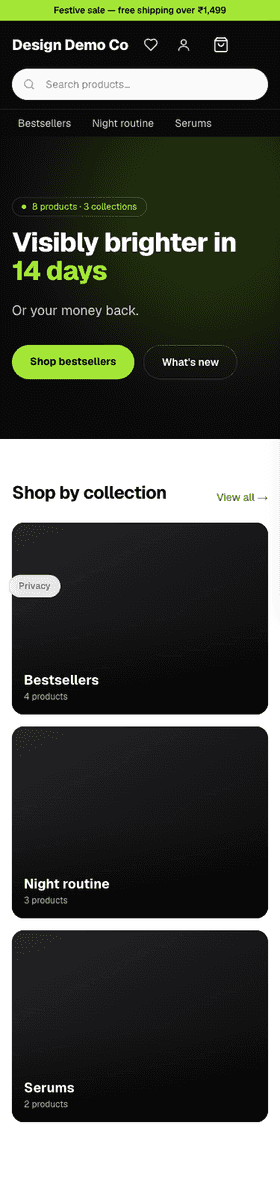 Festive sale — free shipping over ₹1,499
Design Demo Co
Search products...
Bestsellers Night routine Serums
8 products · 3 collections
Visibly brighter in
14 days
Or your money back.
Shop bestsellers What's new
Shop by collection View all →
Privacy
Bestsellers
4 products
Night routine
3 products
Serums
2 products